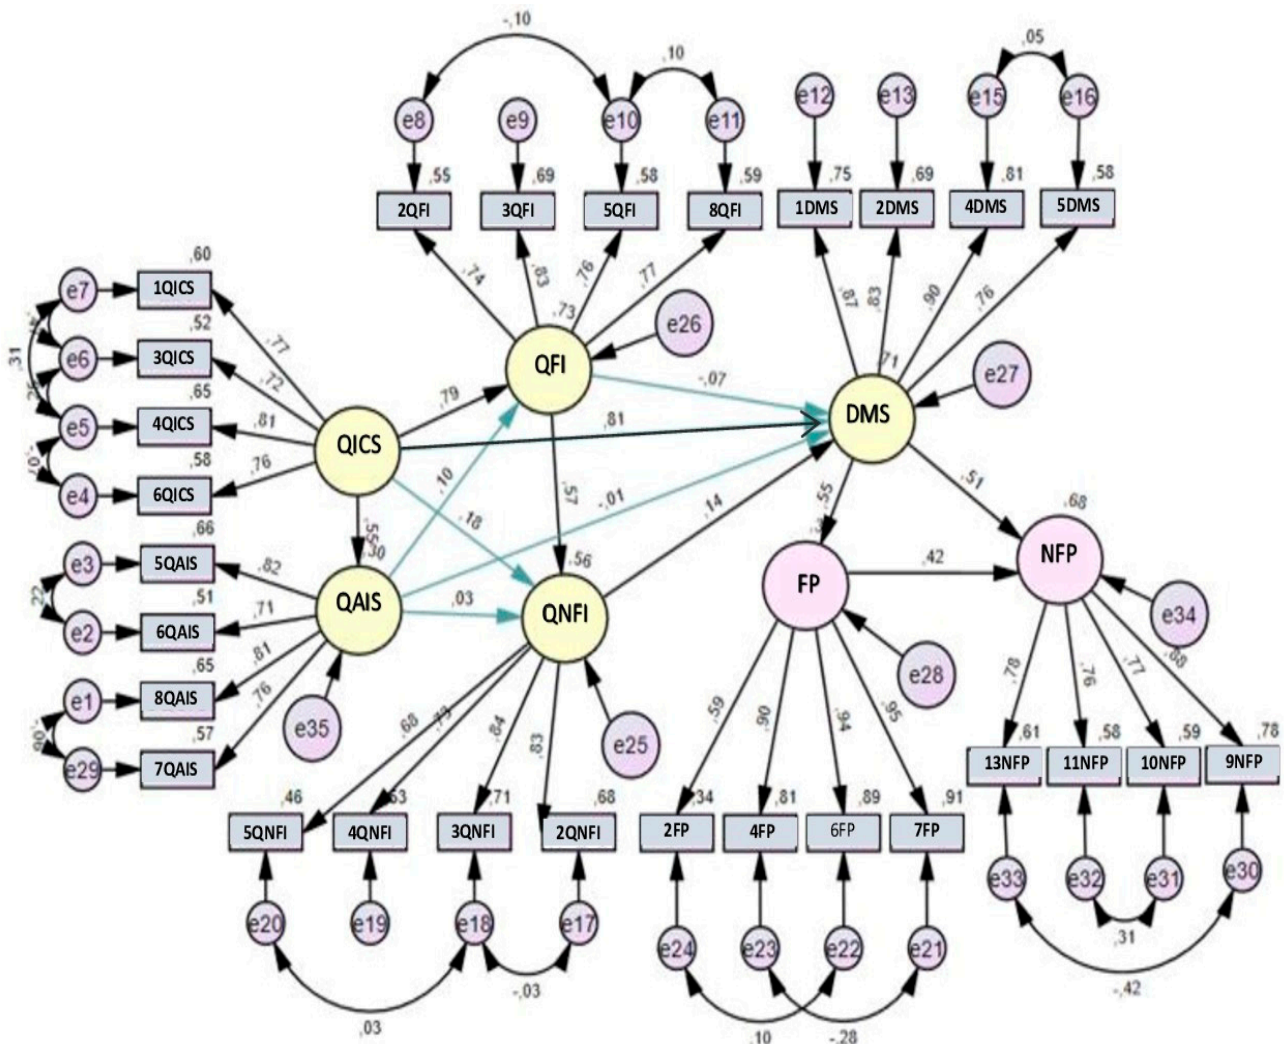 -,10
,10
,05
e8
e9
e10
e11
e12
e13
e15
e16
,55
,69
,58
,59
,75
,69
,81
,58
2QFI
3QFI
5QFI
8QFI
1DMS
2DMS
4DMS
5DMS
,74
,83
,76
,77
,87
,83
,90
,76
,73
e26
,71
e27
QFI
DMS
,60
e7
1QICS
,52
e6
3QICS
,31
,65
e5
4QICS
,58
-,07
e4
6QICS
,77
,72
,81
,76
QICS
,79
-,07
,81
,10
,18
,57
-,01
,14
,55
,30
,66
e3
5QAIS
,22
,51
e2
6QAIS
,65
e1
8QAIS
,57
e29
7QAIS
,82
,71
,81
,76
QAIS
,03
,56
QNFI
e35
e25
,55
,51
,68
FP
,42
NFP
e28
e34
,68
,73
,84
,83
,59
,90
,94
,95
,78
,76
,77
,88
,61
,58
,59
,78
13NFP
11NFP
10NFP
9NFP
,46
,53
,71
,68
,34
,81
,89
,91
5QNFI
4QNFI
3QNFI
2QNFI
2FP
4FP
6FP
7FP
e33
e32
e31
e30
e20
e19
e18
e17
e24
e23
e22
e21
,31
-,42
-,03
,03
,10
-,28